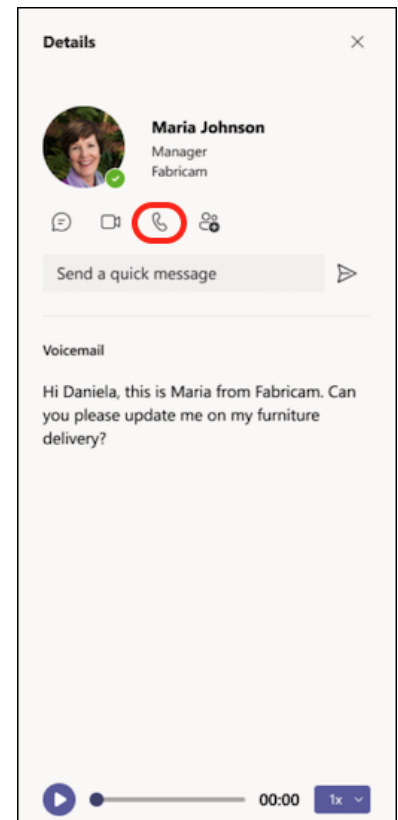 Details
Maria Johnson
Manager
Fabricam
Send a quick message
Voicemail
Hi Daniela, this is Maria from Fabricam. Can
you please update me on my furniture
delivery?
00:00
1x